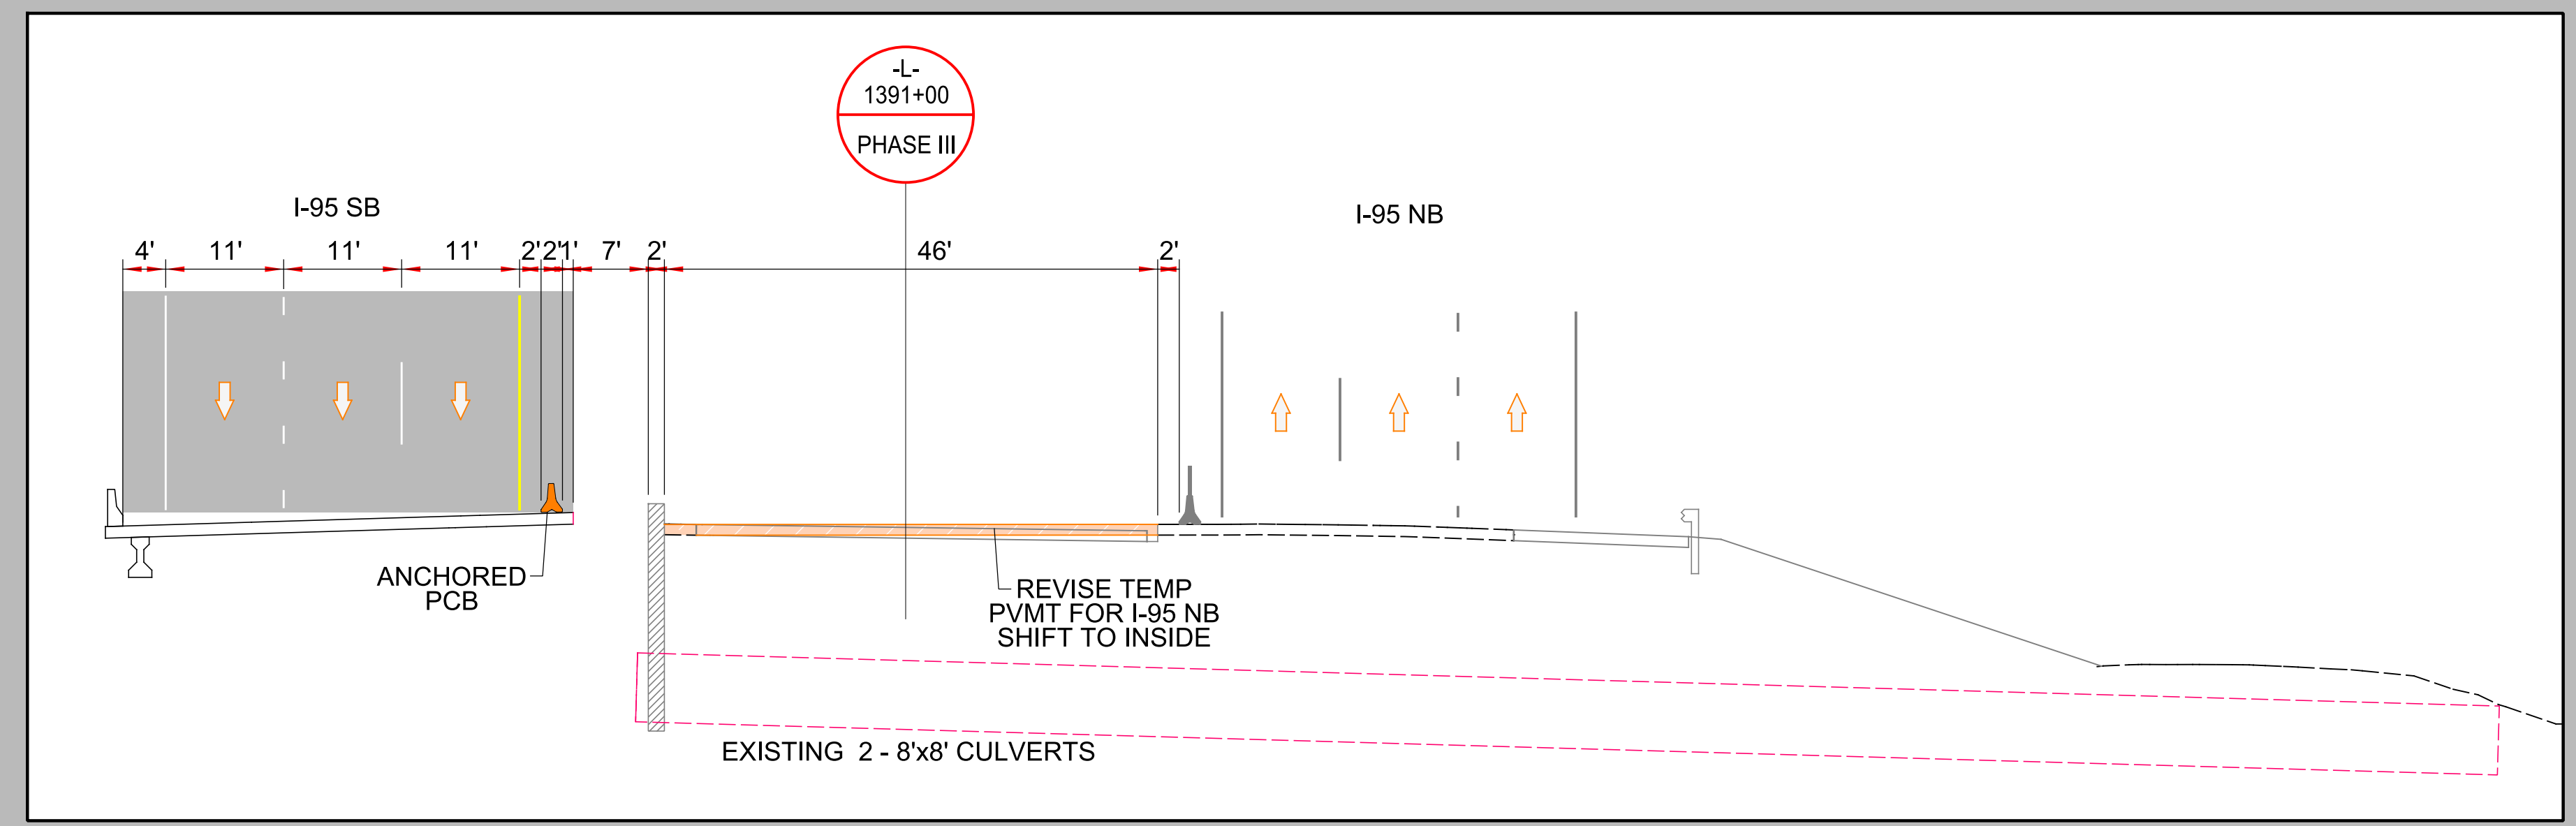 -L-
1391+00
PHASE III
I-95 SB
I-95 NB
4' 11' 11' 11' 2' 2' 1' 7' 2' 46' 2'
ANCHORED
PCB
REVISE TEMP
PVMT FOR I-95 NB
SHIFT TO INSIDE
EXISTING 2 - 8'x8' CULVERTS